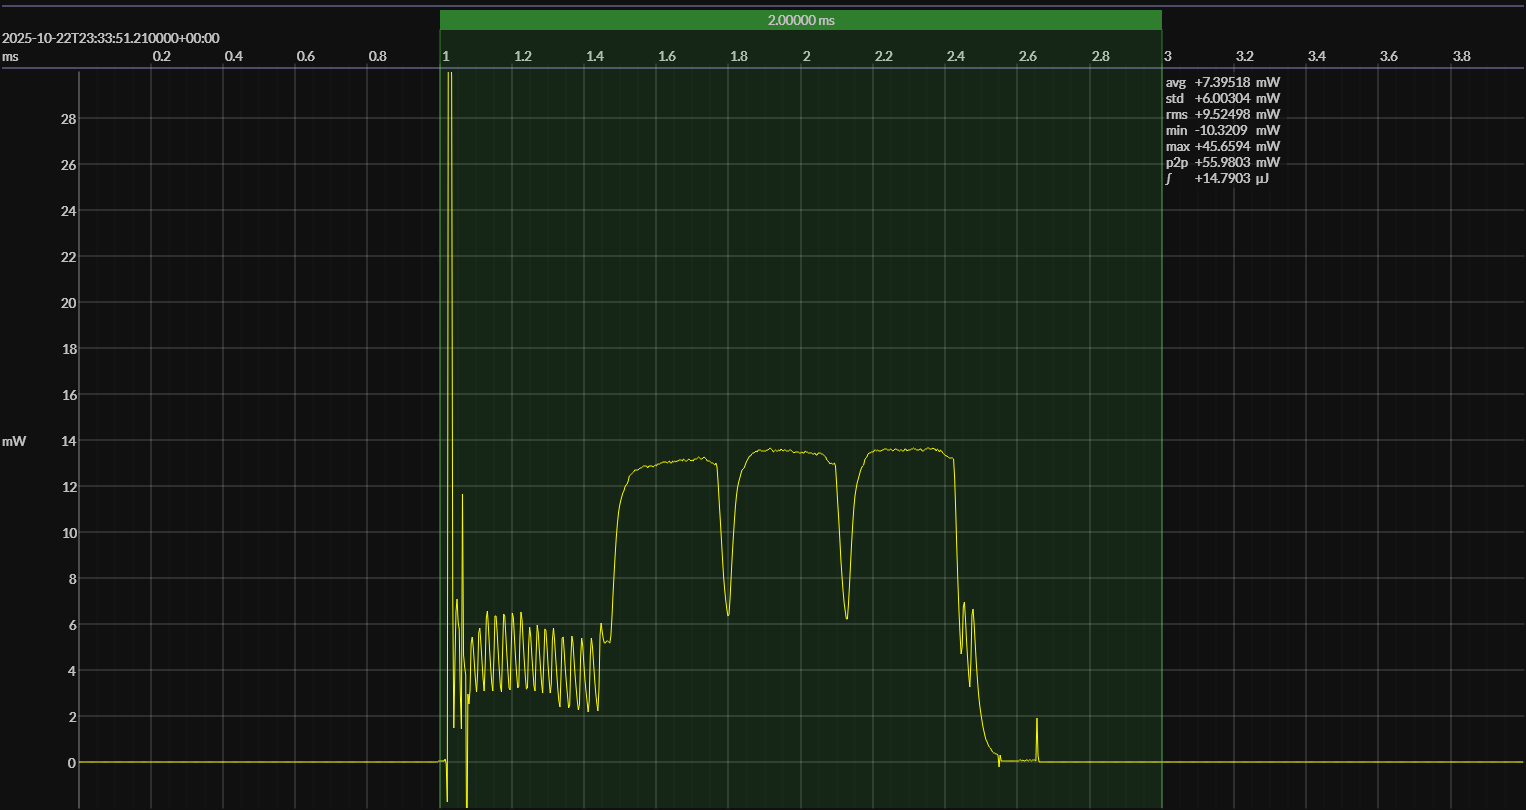 2.00000 ms
2025-10-22T23:33:51.210000+00:00
ms 0.2 0.4 0.6 0.8 1 1.2 1.4 1.6 1.8 2 2.2 2.4 2.6 2.8 3 3.2 3.4 3.6 3.8
avg +7.39518 mW
std +6.00304 mW
rms +9.52498 mW
min -10.3209 mW
max +45.6594 mW
p2p +55.9803 mW
∫ +14.7903 µJ
28
26
24
22
20
18
16
mW 14
12
10
8
6
4
2
0